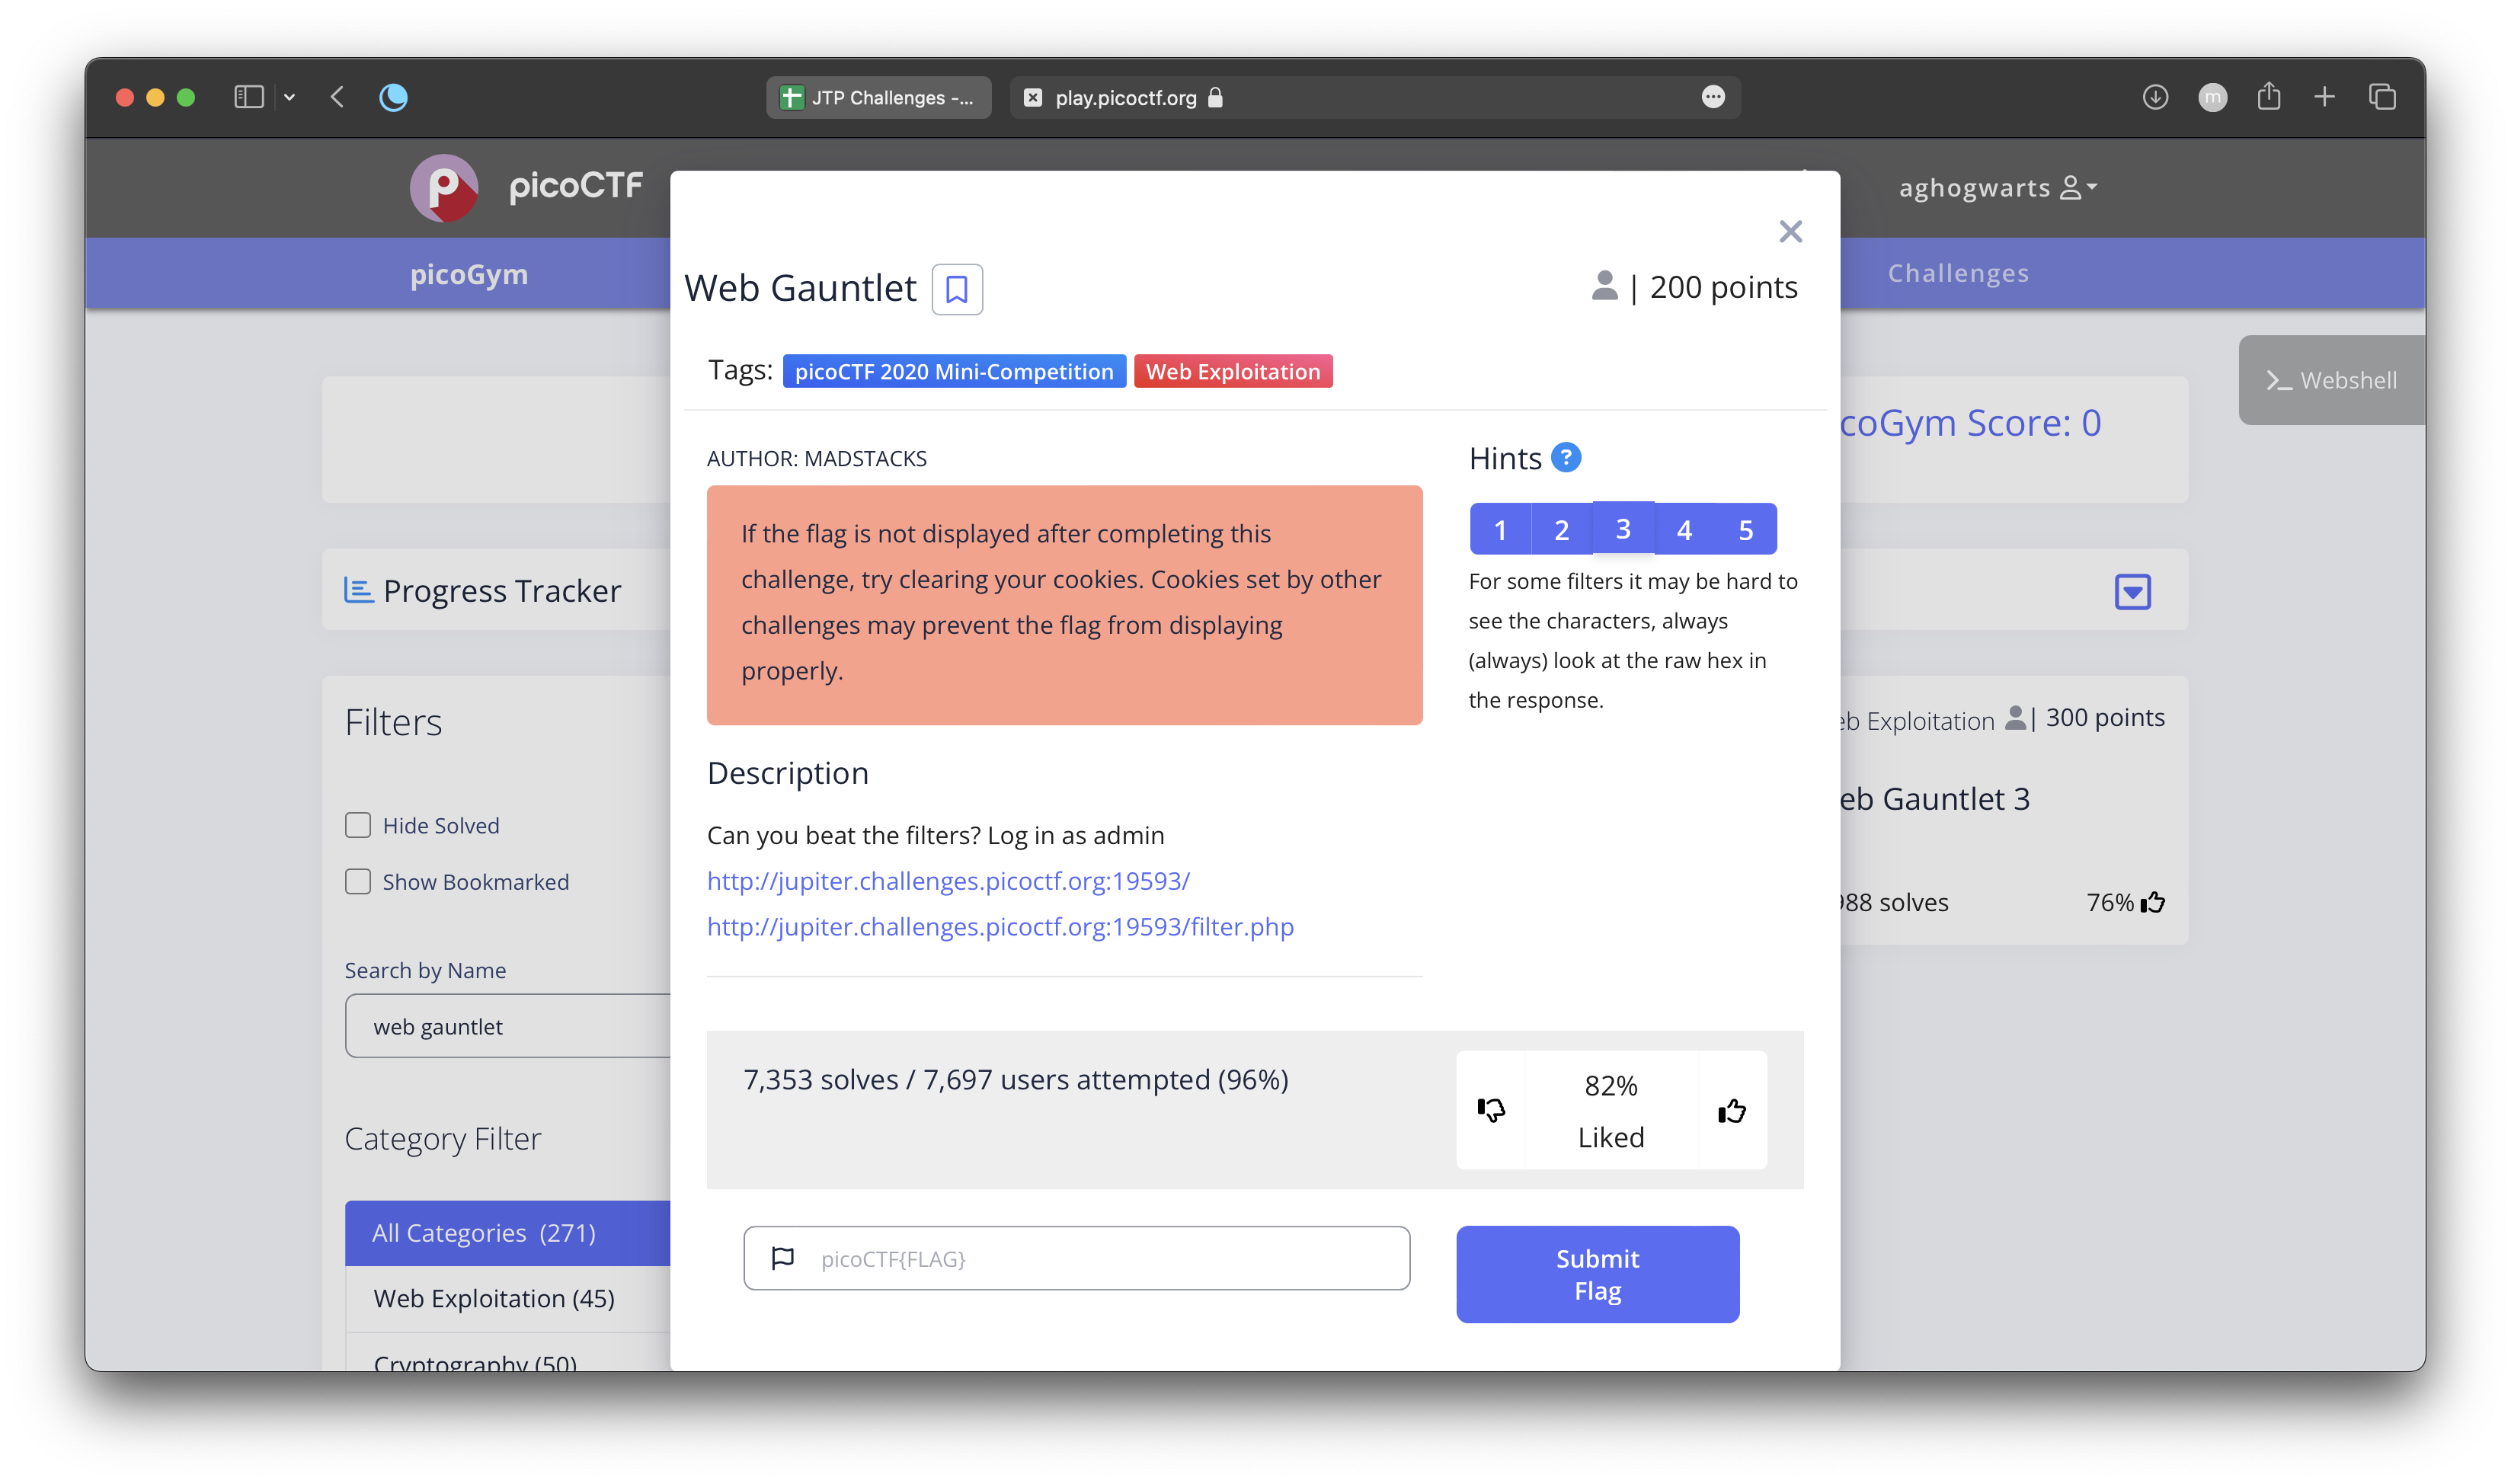 JTP Challenges -...
play.picoctf.org
m
picoCTF
aghogwarts
picoGym
Challenges
Web Gauntlet
| 200 points
Tags: picoCTF 2020 Mini-Competition Web Exploitation
Webshell
coGym Score: 0
AUTHOR: MADSTACKS
Hints ?
1 2 3 4 5
If the flag is not displayed after completing this
challenge, try clearing your cookies. Cookies set by other
challenges may prevent the flag from displaying
properly.
For some filters it may be hard to
see the characters, always
(always) look at the raw hex in
the response.
Progress Tracker
Filters
Hide Solved
Show Bookmarked
Search by Name
web gauntlet
Category Filter
All Categories (271)
Web Exploitation (45)
Cryptography (50)
Description
Can you beat the filters? Log in as admin
http://jupiter.challenges.picoctf.org:19593/
http://jupiter.challenges.picoctf.org:19593/filter.php
eb Exploitation | 300 points
eb Gauntlet 3
988 solves
76%
7,353 solves / 7,697 users attempted (96%)
82%
Liked
picoCTF{FLAG}
Submit
Flag